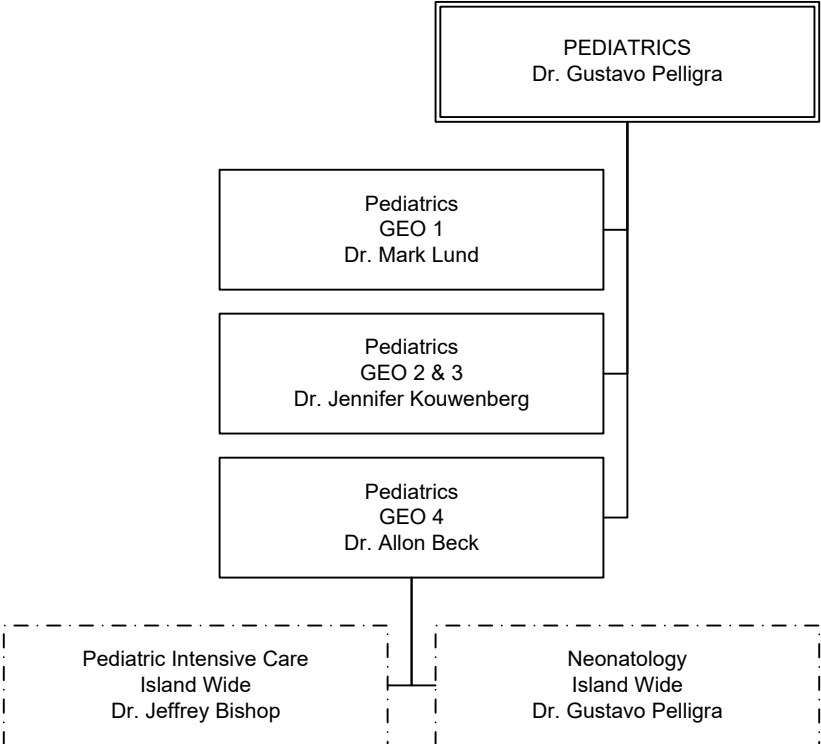 PEDIATRICS
Dr. Gustavo Pelligra
Pediatrics
GEO 1
Dr. Mark Lund
Pediatrics
GEO 2 & 3
Dr. Jennifer Kouwenberg
Pediatrics
GEO 4
Dr. Allon Beck
Pediatric Intensive Care
Island Wide
Dr. Jeffrey Bishop
Neonatology
Island Wide
Dr. Gustavo Pelligra